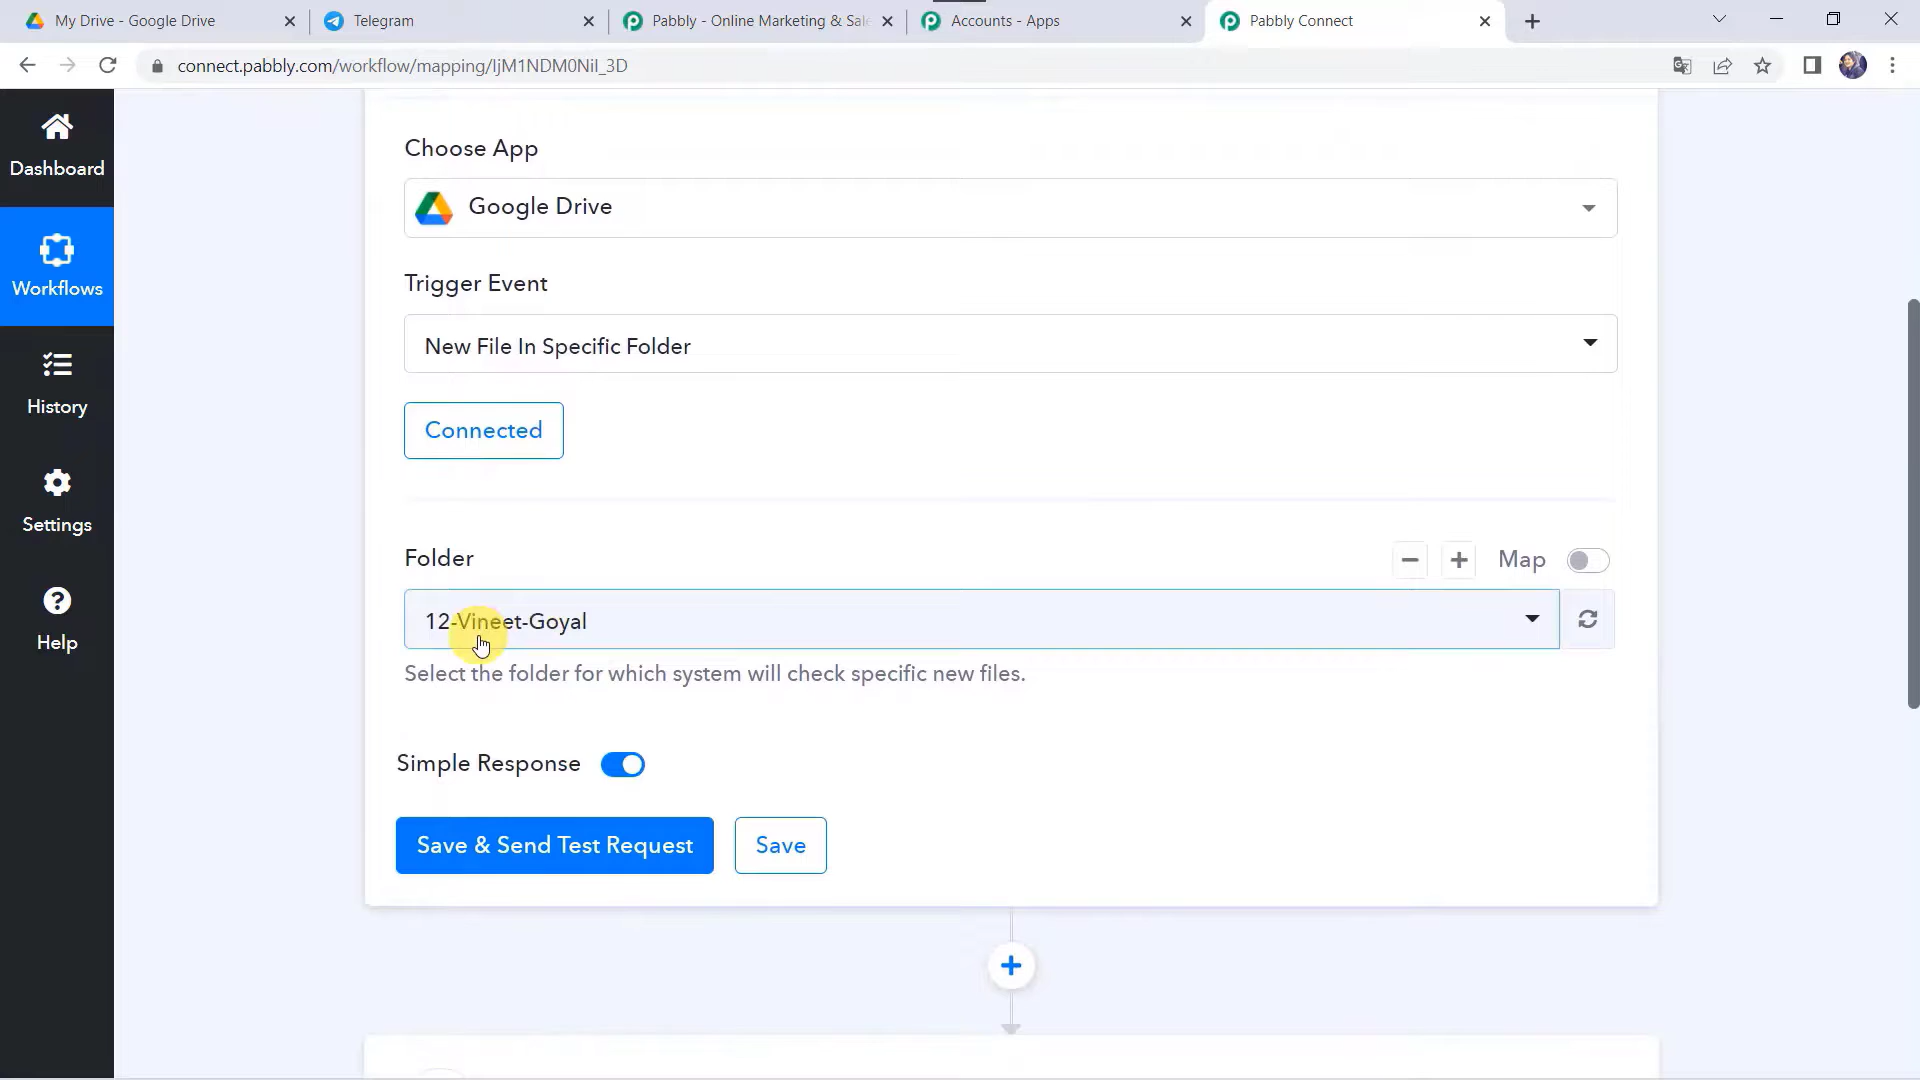 My Drive - Google Drive
Telegram
Pabbly - Online Marketing & Sale
Accounts - Apps
Pabbly Connect
connect.pabbly.com/workflow/mapping/IjM1NDM0NiI_3D
Dashboard
Workflows
History
Settings
Help
Choose App
Google Drive
Trigger Event
New File In Specific Folder
Connected
Folder
Map
12-Vineet-Goyal
Select the folder for which system will check specific new files.
Simple Response
Save & Send Test Request
Save